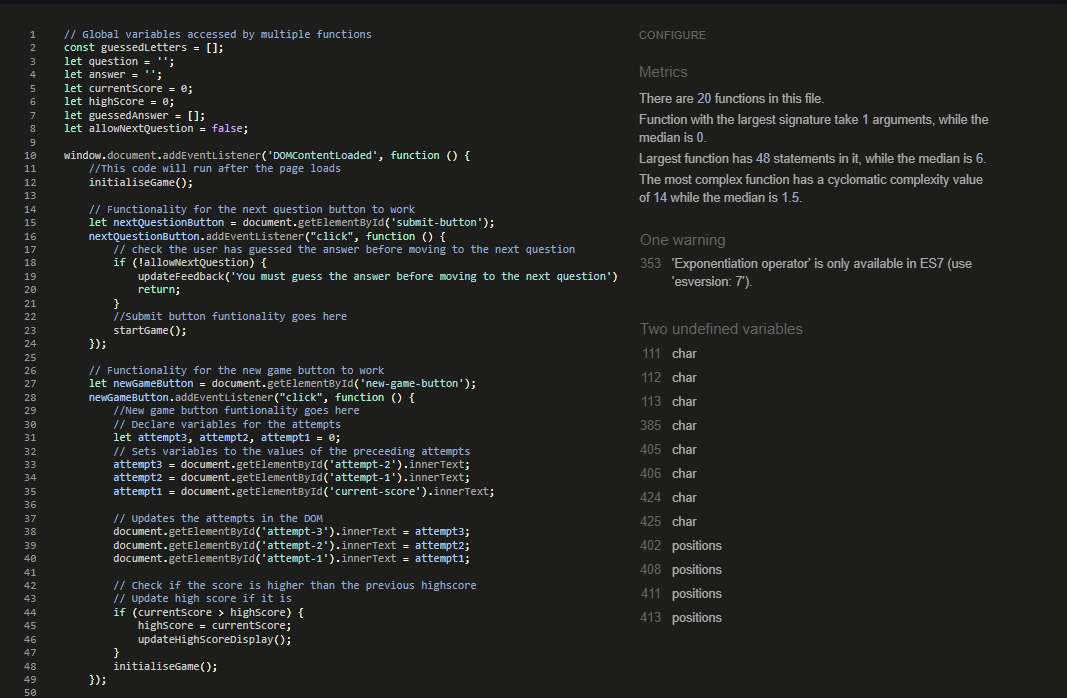 1 // Global variables accessed by multiple functions
2 const guessedLetters = [];
3 let question = '';
4 let answer = '';
5 let currentScore = 0;
6 let highScore = 0;
7 let guessedAnswer = [];
8 let allowNextQuestion = false;
9
10 window.document.addEventListener('DOMContentLoaded', function () {
11 //This code will run after the page loads
12 initialiseGame();
13
14 // Functionality for the next question button to work
15 let nextQuestionButton = document.getElementById('submit-button');
16 nextQuestionButton.addEventListener("click", function () {
17 // check the user has guessed the answer before moving to the next question
18 if (!allowNextQuestion) {
19 updateFeedback('You must guess the answer before moving to the next question')
20 return;
21 }
22 //Submit button funtionality goes here
23 startGame();
24 });
25
26 // Functionality for the new game button to work
27 let newGameButton = document.getElementById('new-game-button');
28 newGameButton.addEventListener("click", function () {
29 //New game button funtionality goes here
30 // Declare variables for the attempts
31 let attempt3, attempt2, attempt1 = 0;
32 // Sets variables to the values of the preceeding attempts
33 attempt3 = document.getElementById('attempt-2').innerText;
34 attempt2 = document.getElementById('attempt-1').innerText;
35 attempt1 = document.getElementById('current-score').innerText;
36
37 // Updates the attempts in the DOM
38 document.getElementById('attempt-3').innerText = attempt3;
39 document.getElementById('attempt-2').innerText = attempt2;
40 document.getElementById('attempt-1').innerText = attempt1;
41
42 // Check if the score is higher than the previous highscore
43 // Update high score if it is
44 if (currentScore > highScore) {
45 highScore = currentScore;
46 updateHighScoreDisplay();
47 }
48 initialiseGame();
49 });
50
CONFIGURE
Metrics
There are 20 functions in this file.
Function with the largest signature take 1 arguments, while the
median is 0.
Largest function has 48 statements in it, while the median is 6.
The most complex function has a cyclomatic complexity value
of 14 while the median is 1.5.
One warning
353 'Exponentiation operator' is only available in ES7 (use
'esversion: 7').
Two undefined variables
111 char
112 char
113 char
385 char
405 char
406 char
424 char
425 char
402 positions
408 positions
411 positions
413 positions